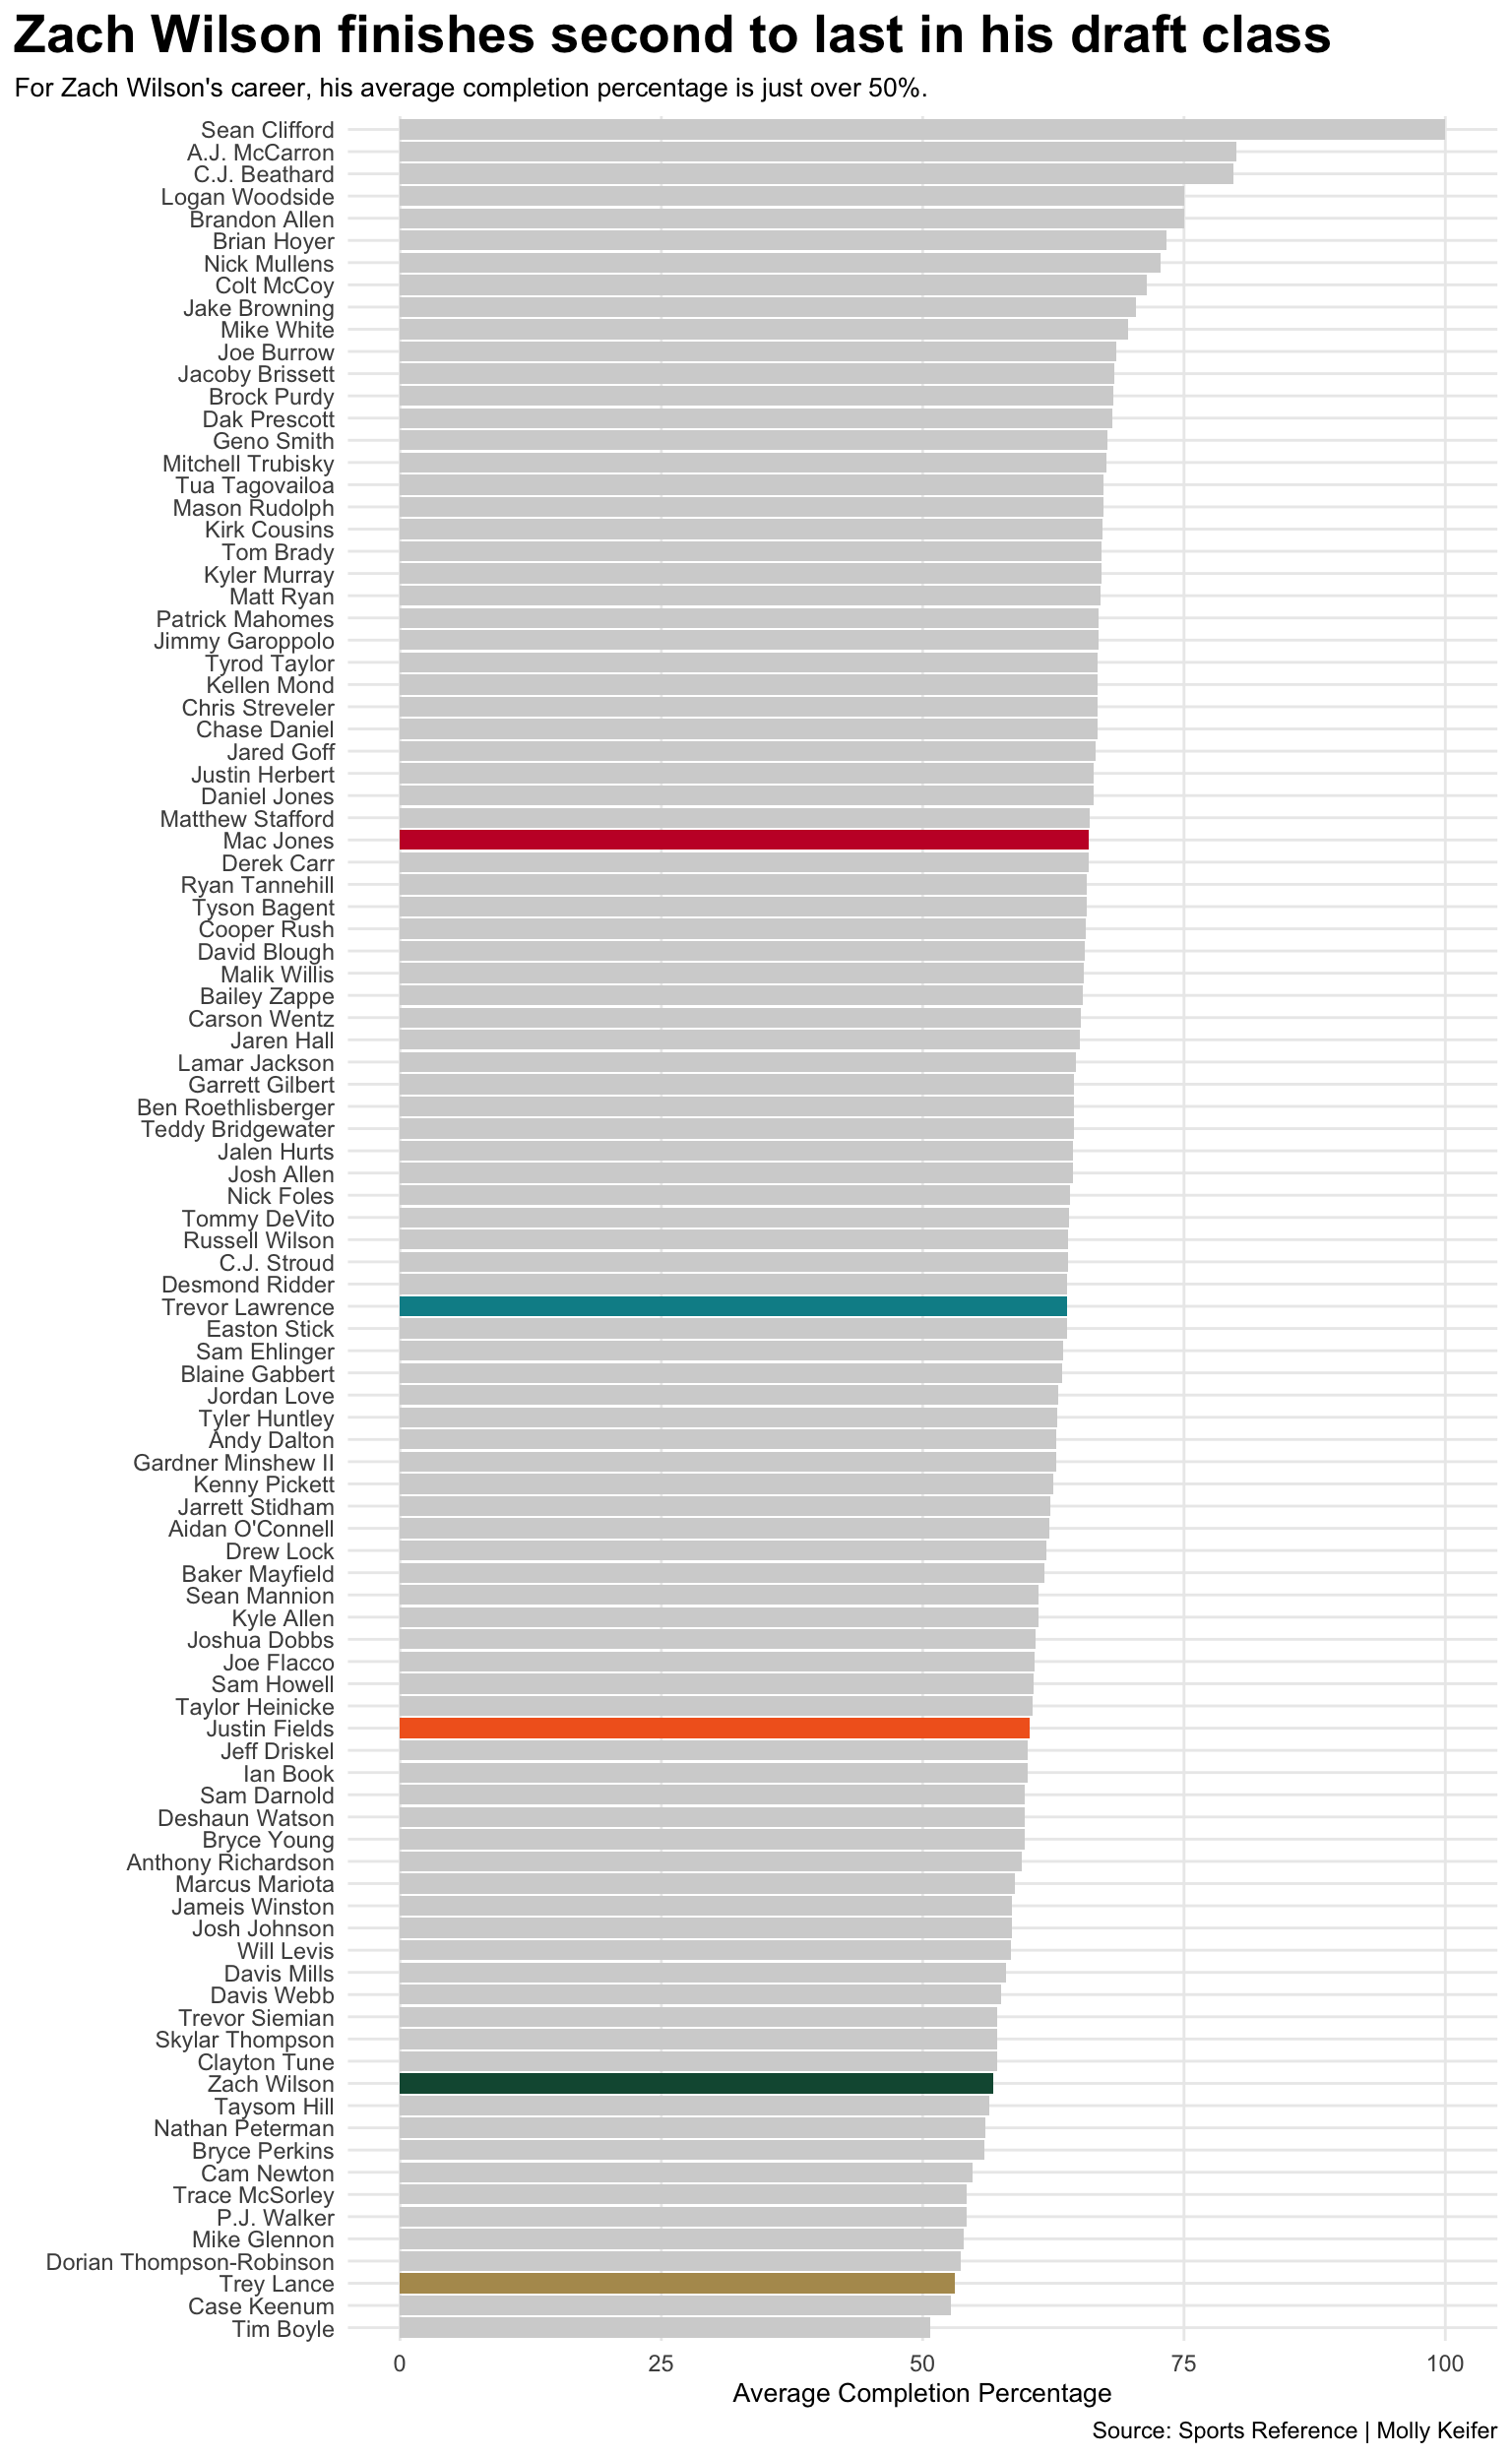 Zach Wilson finishes second to last in his draft class
For Zach Wilson's career, his average completion percentage is just over 50%.
Sean Clifford
A.J. McCarron
C.J. Beathard
Logan Woodside
Brandon Allen
Brian Hoyer
Nick Mullens
Colt McCoy
Jake Browning
Mike White
Joe Burrow
Jacoby Brissett
Brock Purdy
Dak Prescott
Geno Smith
Mitchell Trubisky
Tua Tagovailoa
Mason Rudolph
Kirk Cousins
Tom Brady
Kyler Murray
Matt Ryan
Patrick Mahomes
Jimmy Garoppolo
Tyrod Taylor
Kellen Mond
Chris Streveler
Chase Daniel
Jared Goff
Justin Herbert
Daniel Jones
Matthew Stafford
Mac Jones
Derek Carr
Ryan Tannehill
Tyson Bagent
Cooper Rush
David Blough
Malik Willis
Bailey Zappe
Carson Wentz
Jaren Hall
Lamar Jackson
Garrett Gilbert
Ben Roethlisberger
Teddy Bridgewater
Jalen Hurts
Josh Allen
Nick Foles
Tommy DeVito
Russell Wilson
C.J. Stroud
Desmond Ridder
Trevor Lawrence
Easton Stick
Sam Ehlinger
Blaine Gabbert
Jordan Love
Tyler Huntley
Andy Dalton
Gardner Minshew II
Kenny Pickett
Jarrett Stidham
Aidan O'Connell
Drew Lock
Baker Mayfield
Sean Mannion
Kyle Allen
Joshua Dobbs
Joe Flacco
Sam Howell
Taylor Heinicke
Justin Fields
Jeff Driskel
Ian Book
Sam Darnold
Deshaun Watson
Bryce Young
Anthony Richardson
Marcus Mariota
Jameis Winston
Josh Johnson
Will Levis
Davis Mills
Davis Webb
Trevor Siemian
Skylar Thompson
Clayton Tune
Zach Wilson
Taysom Hill
Nathan Peterman
Bryce Perkins
Cam Newton
Trace McSorley
P.J. Walker
Mike Glennon
Dorian Thompson-Robinson
Trey Lance
Case Keenum
Tim Boyle
0 25 50 75 100
Average Completion Percentage
Source: Sports Reference | Molly Keifer